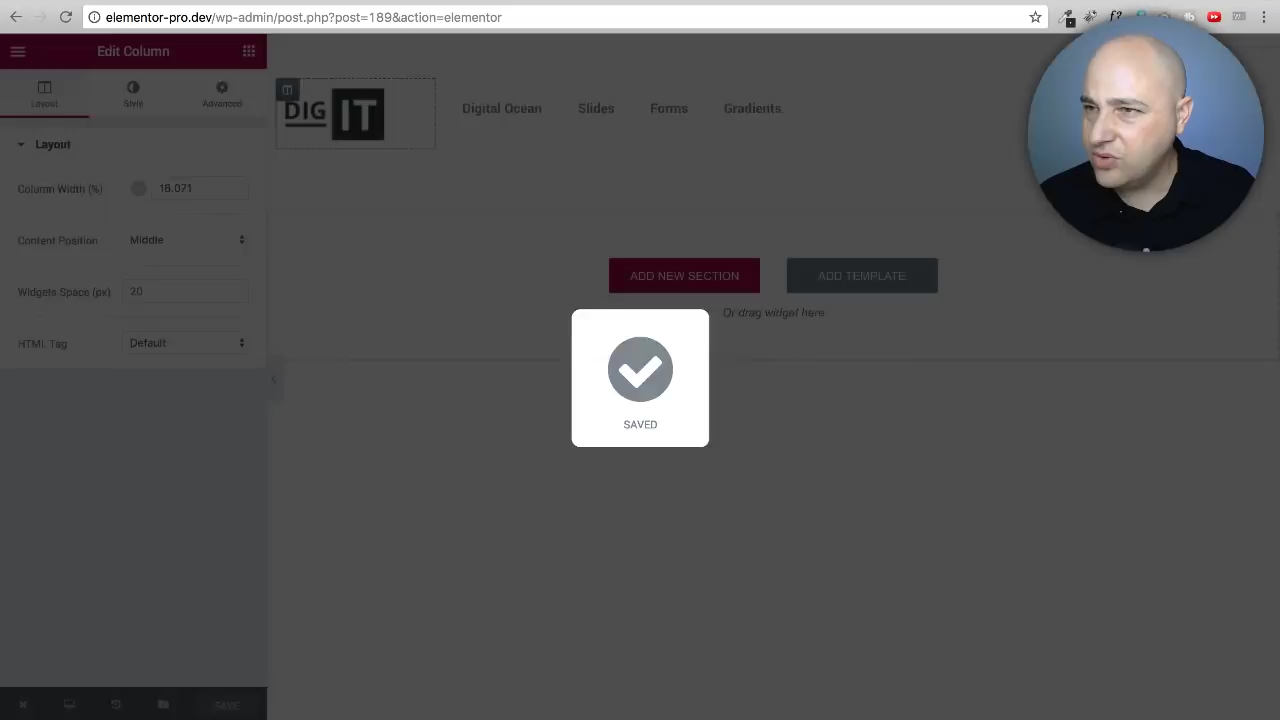 elementor-pro.dev/wp-admin/post.php?post=189&action=elementor
Edit Column
Layout Style Advanced
Layout
Column Width (%) 16.071
Content Position Middle
Widgets Space (px) 20
HTML Tag Default
SAVE
DIG IT
Digital Ocean Slides Forms Gradients
ADD NEW SECTION ADD TEMPLATE
Or drag widget here
SAVED